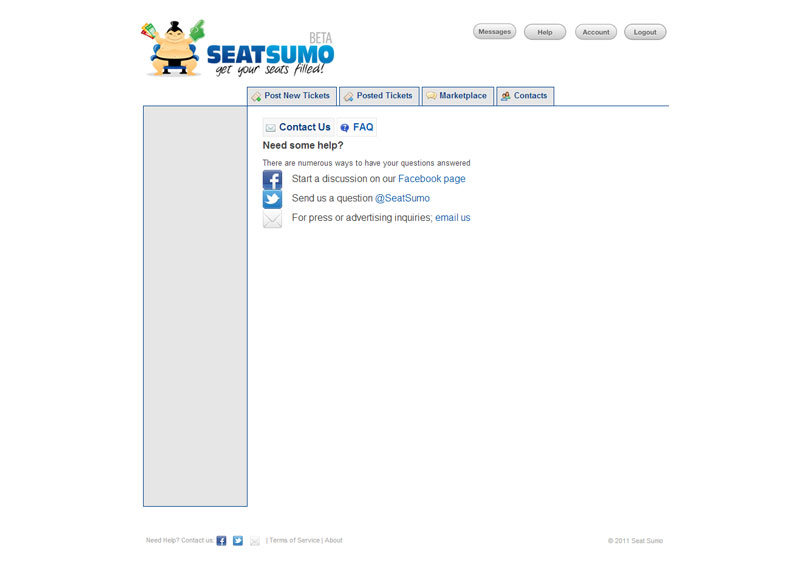 BETA
SEATSUMO
get your seats filled!
Messages Help Account Logout
Post New Tickets Posted Tickets Marketplace Contacts
Contact Us FAQ
Need some help?
There are numerous ways to have your questions answered
Start a discussion on our Facebook page
Send us a question @SeatSumo
For press or advertising inquiries; email us
Need Help? Contact us: | Terms of Service | About
© 2011 Seat Sumo